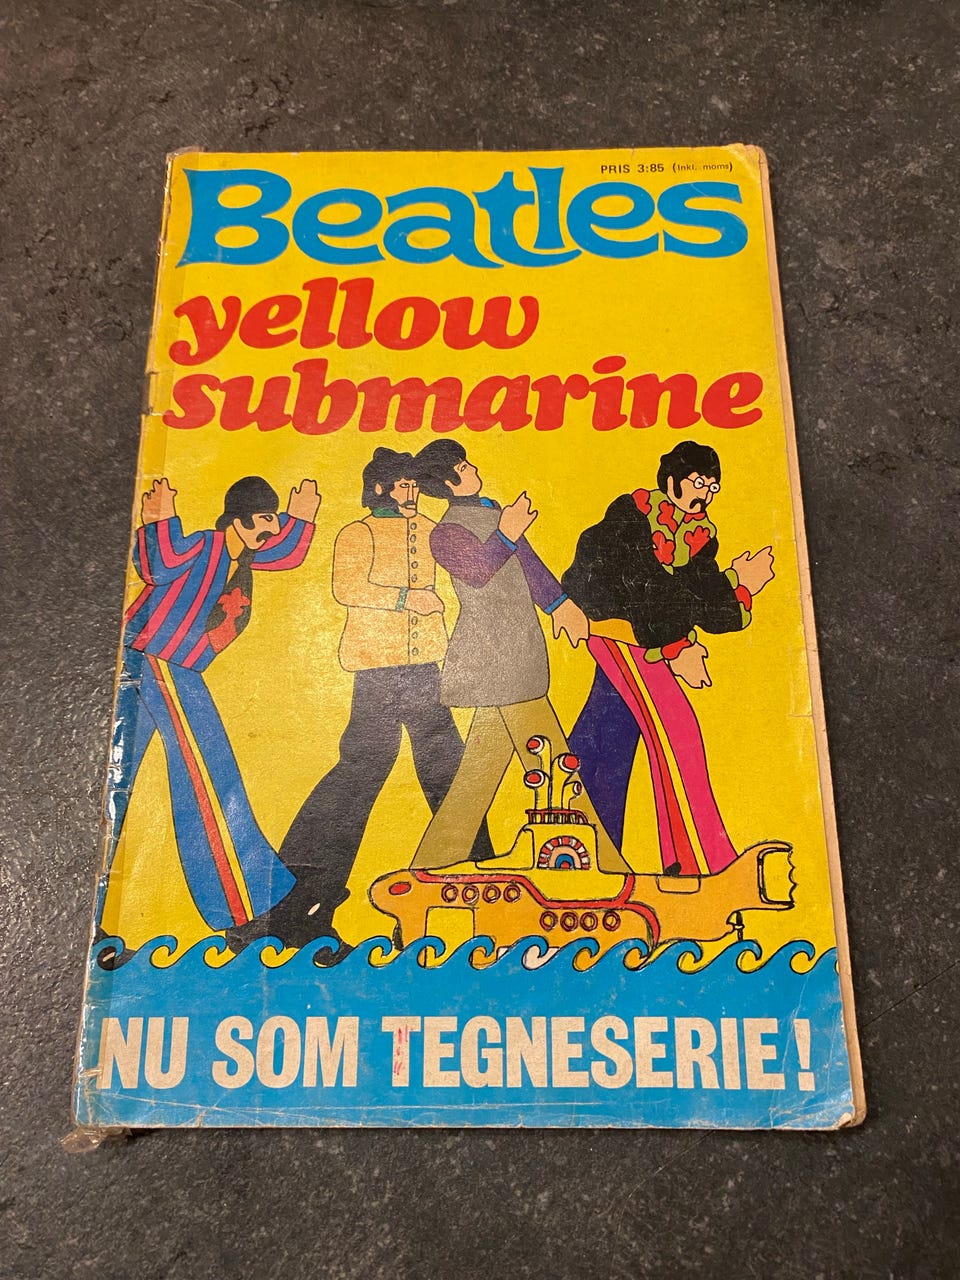 PRIS 3:85 (Inkl. moms)
Beatles
yellow
submarine
NU SOM TEGNESERIE!